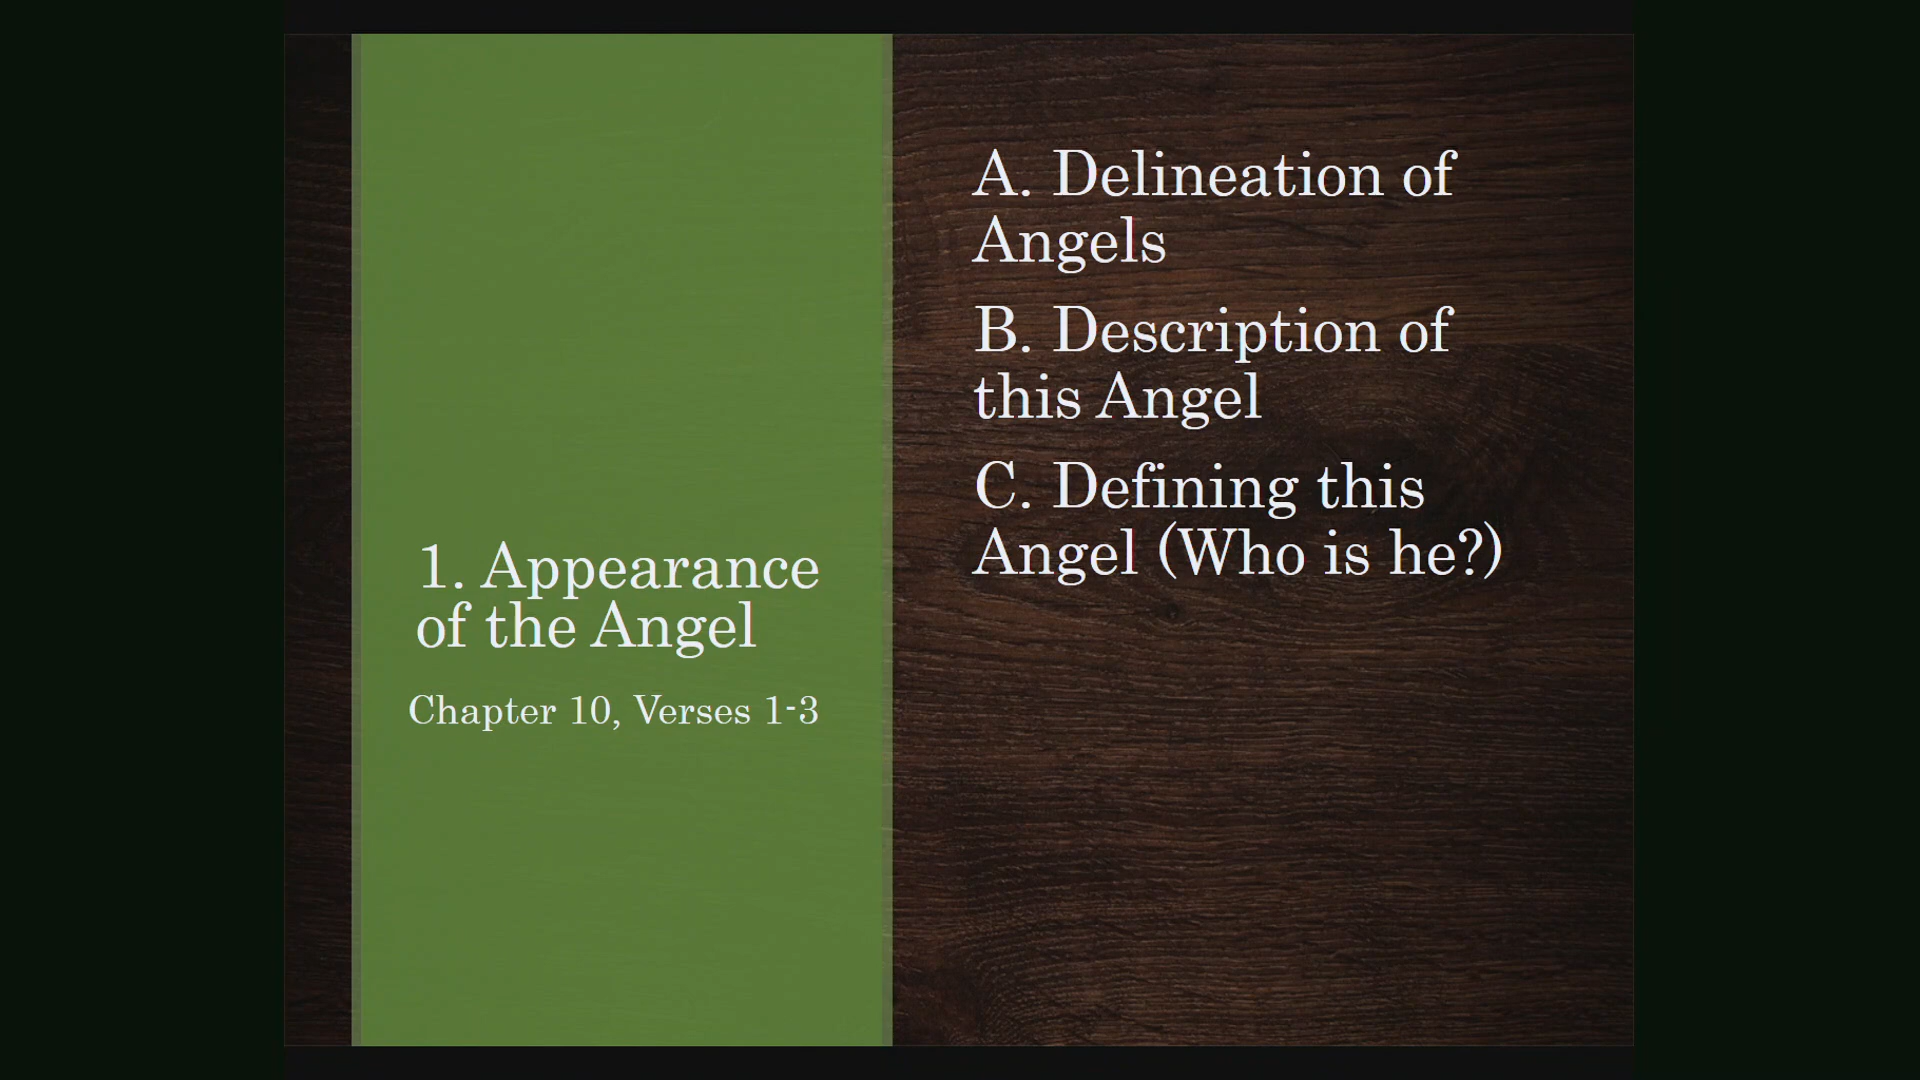 1. Appearance
of the Angel
Chapter 10, Verses 1-3
A. Delineation of
Angels
B. Description of
this Angel
C. Defining this
Angel (Who is he?)